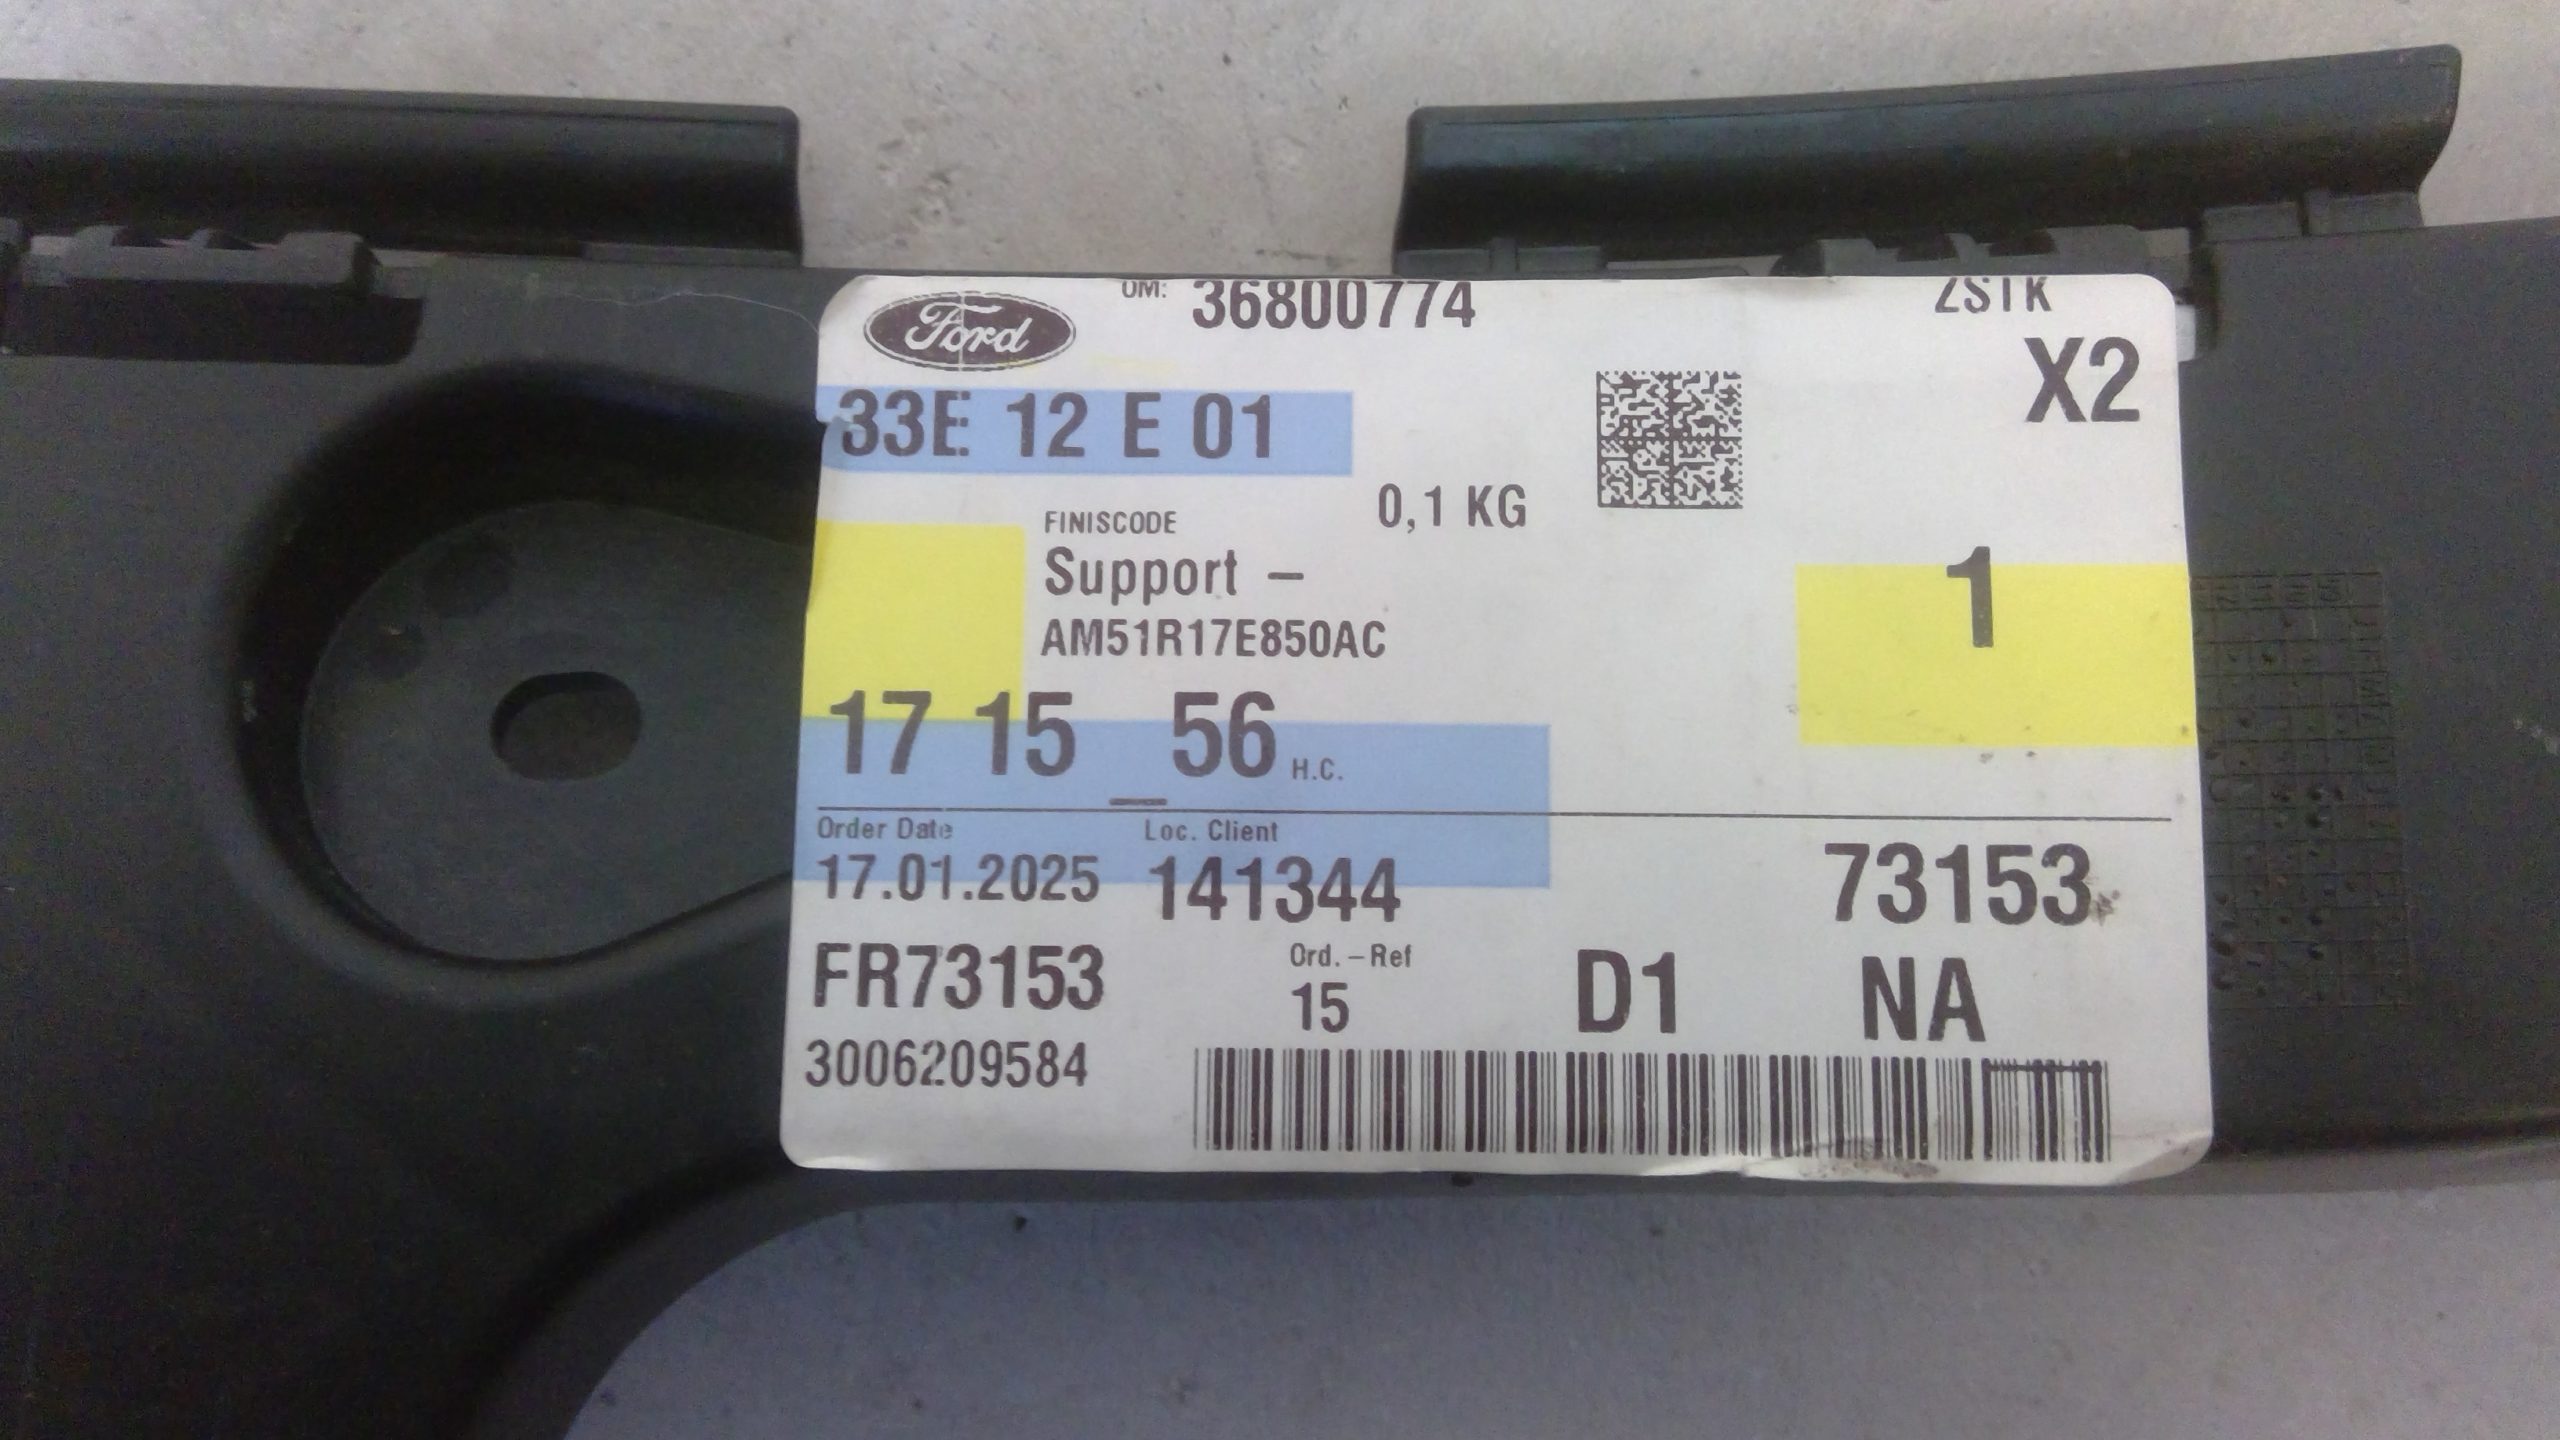 Ford
OM: 36800774
ZSTK
X2
33E 12 E 01
0,1 KG
FINISCODE
Support –
AM51R17E850AC
1
17 15 _ 56 H.C.
Order Date
Loc. Client
17.01.2025
141344
73153
FR73153
Ord.–Ref
15
D1
NA
3006209584